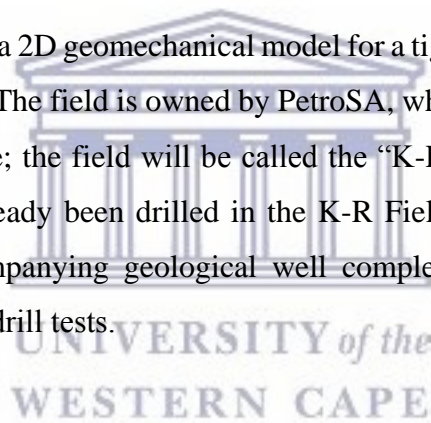 a 2D geomechanical model for a tig
The field is owned by PetroSA, wh
e; the field will be called the “K-
eady been drilled in the K-R Fiel
mpanying geological well comple
drill tests.
UNIVERSITY of the
WESTERN CAPE